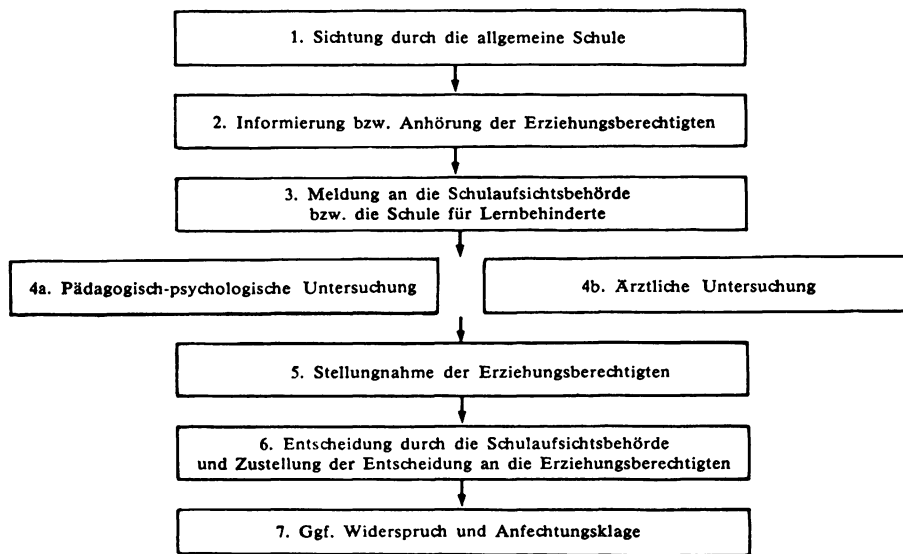 1. Sichtung durch die allgemeine Schule
2. Informierung bzw. Anhörung der Erziehungsberechtigten
3. Meldung an die Schulaufsichtsbehörde
bzw. die Schule für Lernbehinderte
4a. Pädagogisch-psychologische Untersuchung
4b. Ärztliche Untersuchung
5. Stellungnahme der Erziehungsberechtigten
6. Entscheidung durch die Schulaufsichtsbehörde
und Zustellung der Entscheidung an die Erziehungsberechtigten
7. Ggf. Widerspruch und Anfechtungsklage